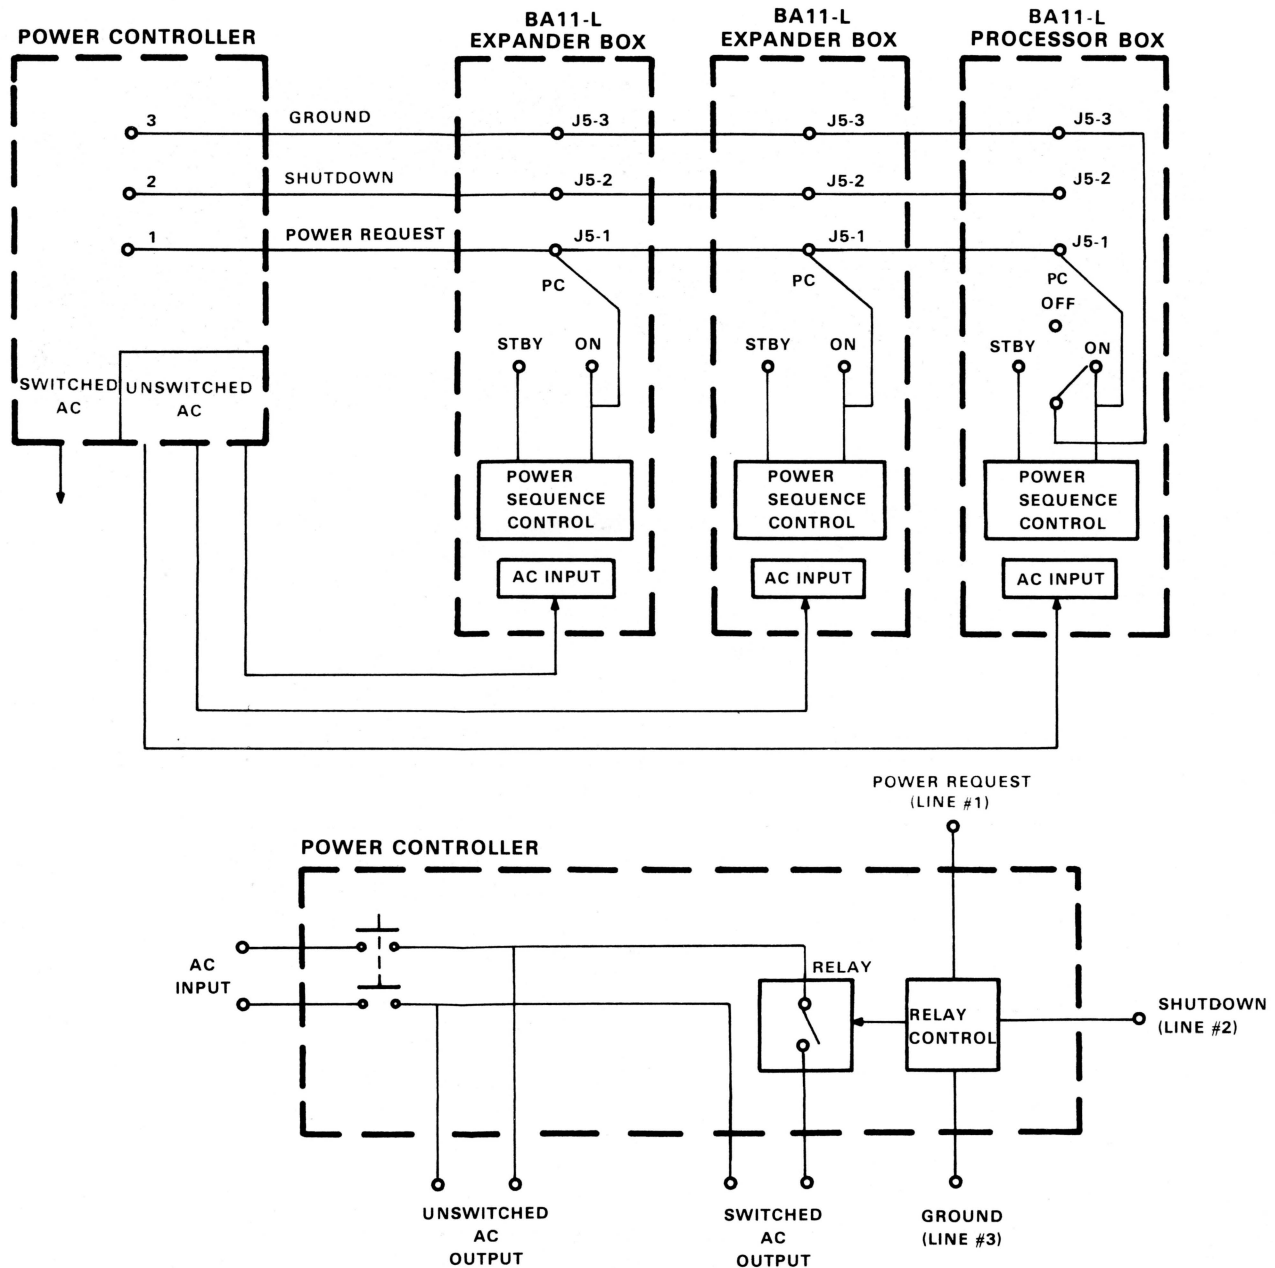 POWER CONTROLLER
BA11-L
EXPANDER BOX
BA11-L
EXPANDER BOX
BA11-L
PROCESSOR BOX
3
GROUND
J5-3
J5-3
J5-3
2
SHUTDOWN
J5-2
J5-2
J5-2
1
POWER REQUEST
J5-1
J5-1
J5-1
PC
PC
PC
OFF
STBY
ON
STBY
ON
STBY
ON
SWITCHED
AC
UNSWITCHED
AC
POWER
SEQUENCE
CONTROL
POWER
SEQUENCE
CONTROL
POWER
SEQUENCE
CONTROL
AC INPUT
AC INPUT
AC INPUT
POWER REQUEST
(LINE #1)
POWER CONTROLLER
AC
INPUT
RELAY
RELAY
CONTROL
SHUTDOWN
(LINE #2)
UNSWITCHED
AC
OUTPUT
SWITCHED
AC
OUTPUT
GROUND
(LINE #3)